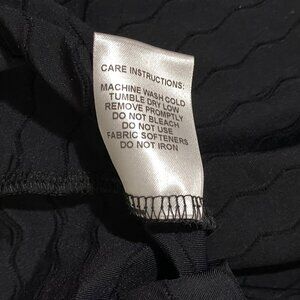 CARE INSTRUCTIONS:
MACHINE WASH COLD
TUMBLE DRY LOW
REMOVE PROMPTLY
DO NOT BLEACH
DO NOT USE
FABRIC SOFTENERS
DO NOT IRON